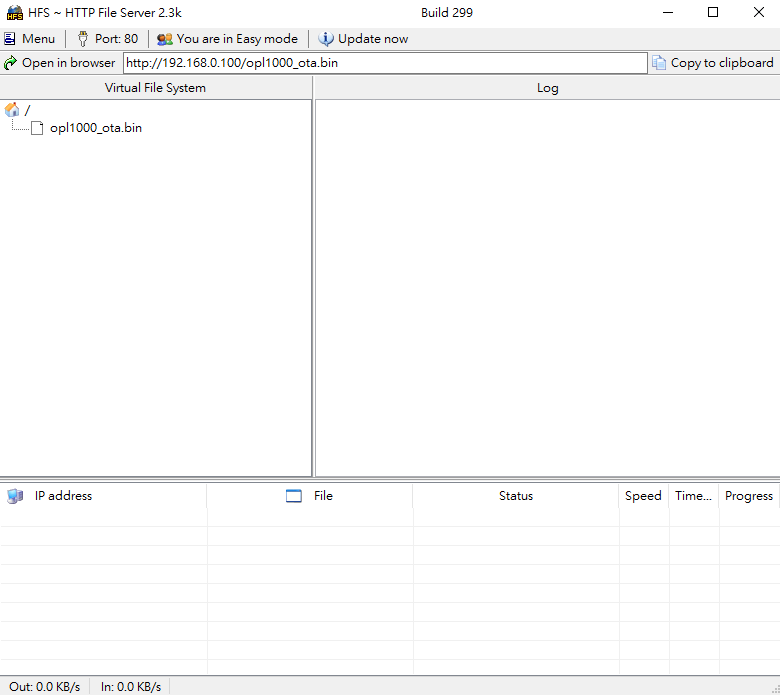 HFS ~ HTTP File Server 2.3k Build 299
Menu Port: 80 You are in Easy mode Update now
Open in browser http://192.168.0.100/opl1000_ota.bin Copy to clipboard
Virtual File System Log
/
opl1000_ota.bin
IP address File Status Speed Time... Progress
Out: 0.0 KB/s In: 0.0 KB/s